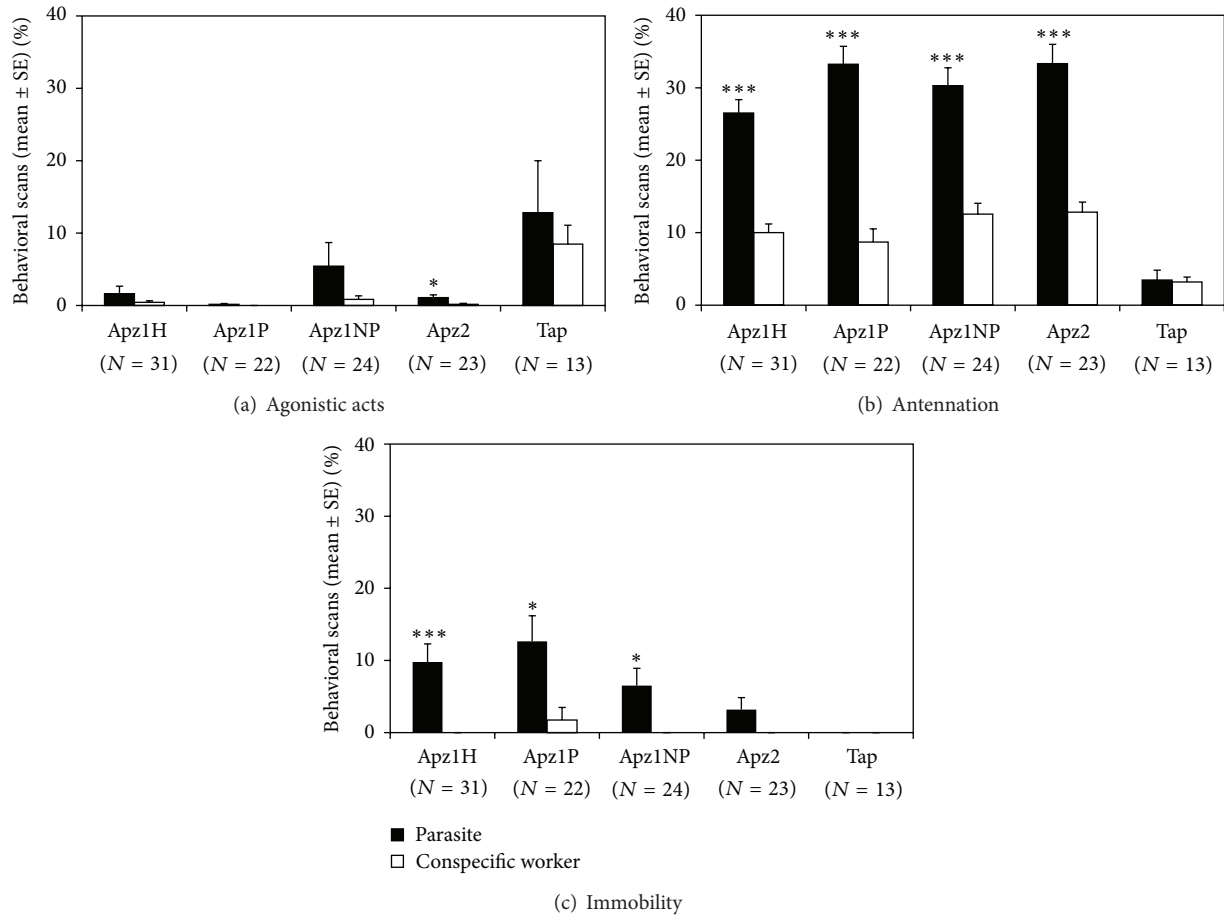 Behavioral scans (mean ± SE) (%)
40
30
20
10
0
*
Apz1H
Apz1P
Apz1NP
Apz2
Tap
(N = 31)
(N = 22)
(N = 24)
(N = 23)
(N = 13)
(a) Agonistic acts
Behavioral scans (mean ± SE) (%)
40
30
20
10
0
***
***
***
***
Apz1H
Apz1P
Apz1NP
Apz2
Tap
(N = 31)
(N = 22)
(N = 24)
(N = 23)
(N = 13)
(b) Antennation
Behavioral scans (mean ± SE) (%)
40
30
20
10
0
***
*
*
Apz1H
Apz1P
Apz1NP
Apz2
Tap
(N = 31)
(N = 22)
(N = 24)
(N = 23)
(N = 13)
Parasite
Conspecific worker
(c) Immobility